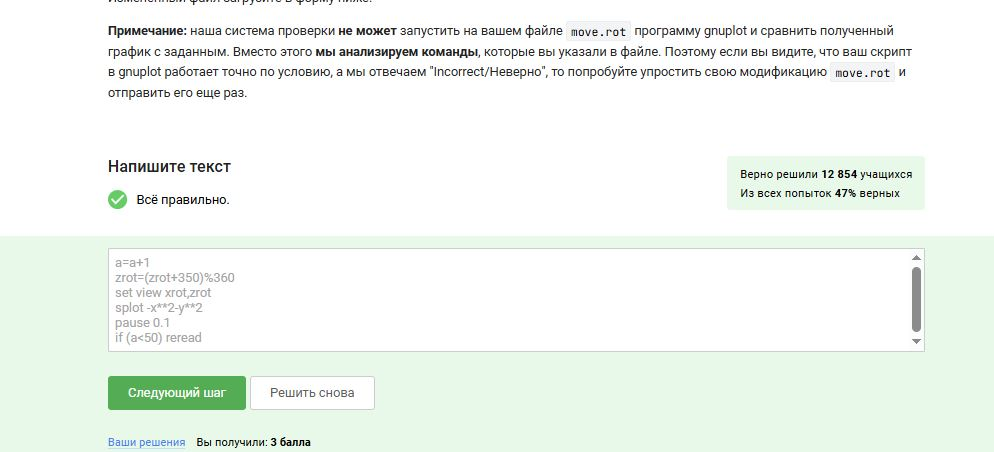 Примечание: наша система проверки не может запустить на вашем файле move.rot программу gnuplot и сравнить полученный
график с заданным. Вместо этого мы анализируем команды, которые вы указали в файле. Поэтому если вы видите, что ваш скрипт
в gnuplot работает точно по условию, а мы отвечаем "Incorrect/Неверно", то попробуйте упростить свою модификацию move.rot и
отправить его еще раз.
Напишите текст
Всё правильно.
Верно решили 12 854 учащихся
Из всех попыток 47% верных
a=a+1
zrot=(zrot+350)%360
set view xrot,zrot
splot -x**2-y**2
pause 0.1
if (a<50) reread
Следующий шаг
Решить снова
Ваши решения Вы получили: 3 балла